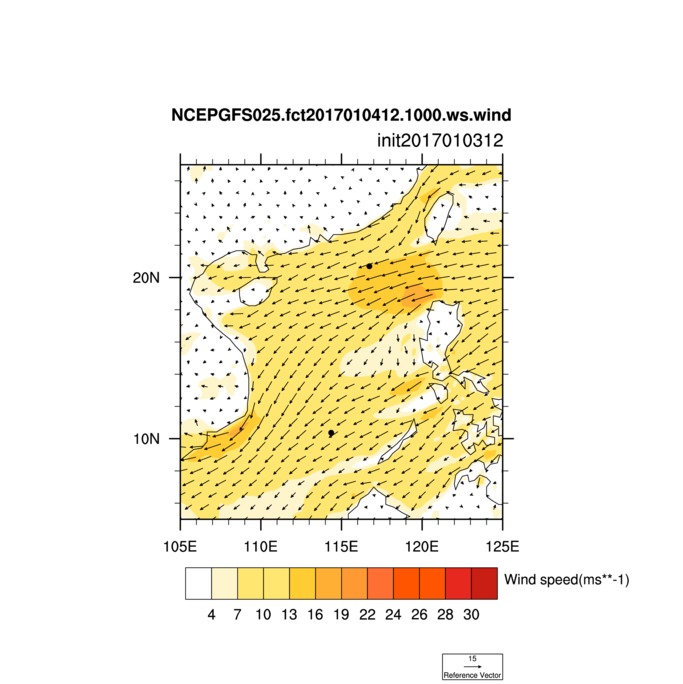 NCEPGFS025.fct2017010412.1000.ws.wind
init2017010312
20N
10N
105E 110E 115E 120E 125E
Wind speed(ms**-1)
4 7 10 13 16 19 22 24 26 28 30
15
Reference Vector